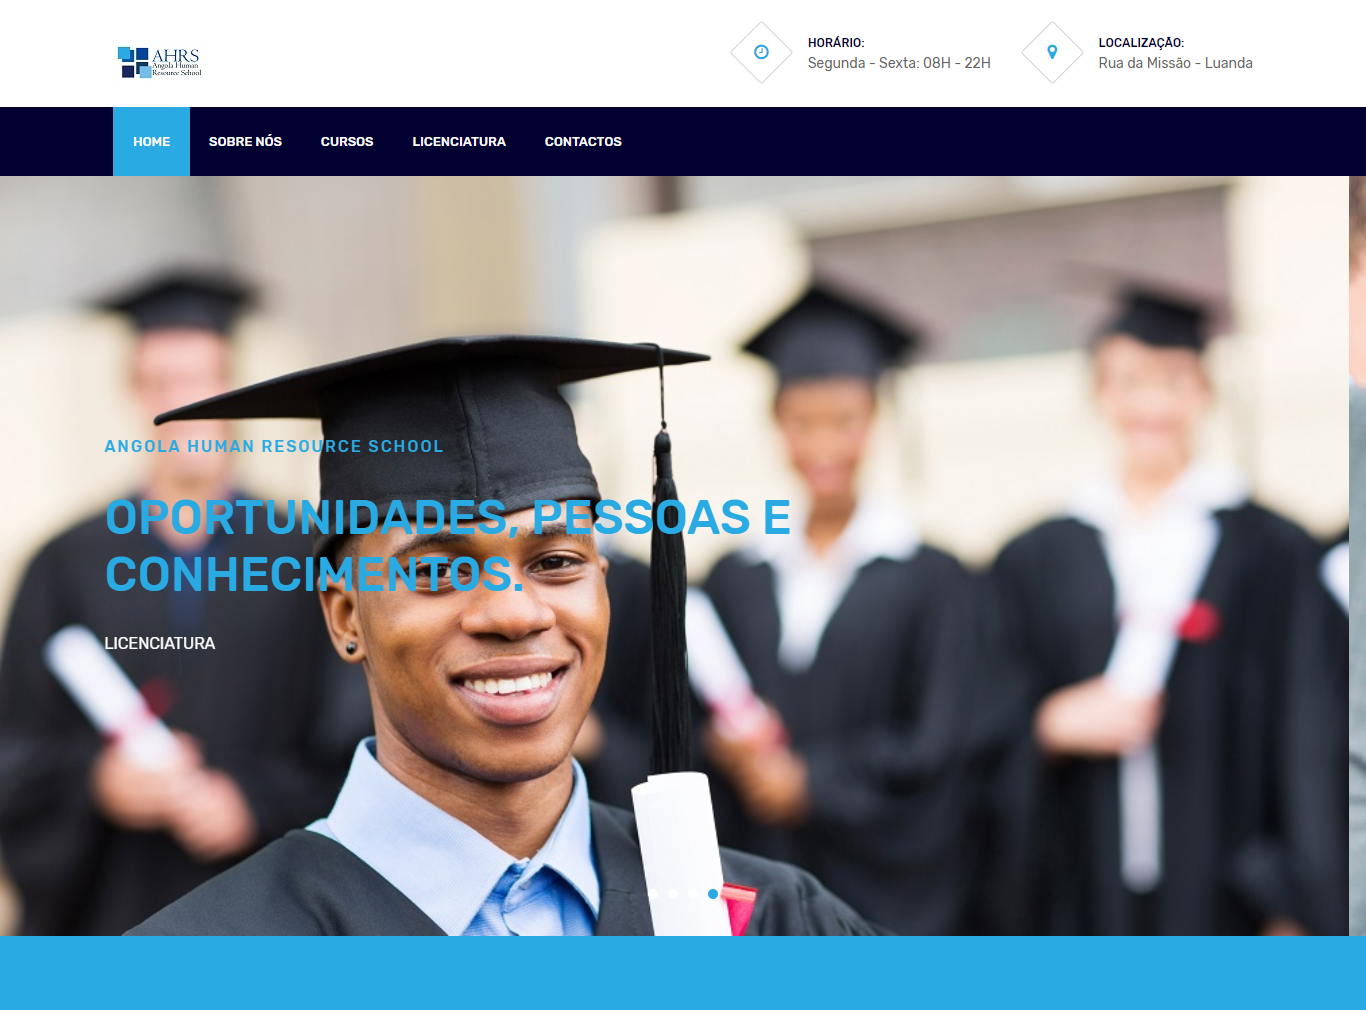 AHRS
Angola Human
Resource School
HORÁRIO:
Segunda - Sexta: 08H - 22H
LOCALIZAÇÃO:
Rua da Missão - Luanda
HOME
SOBRE NÓS
CURSOS
LICENCIATURA
CONTACTOS
ANGOLA HUMAN RESOURCE SCHOOL
OPORTUNIDADES, PESSOAS E
CONHECIMENTOS.
LICENCIATURA